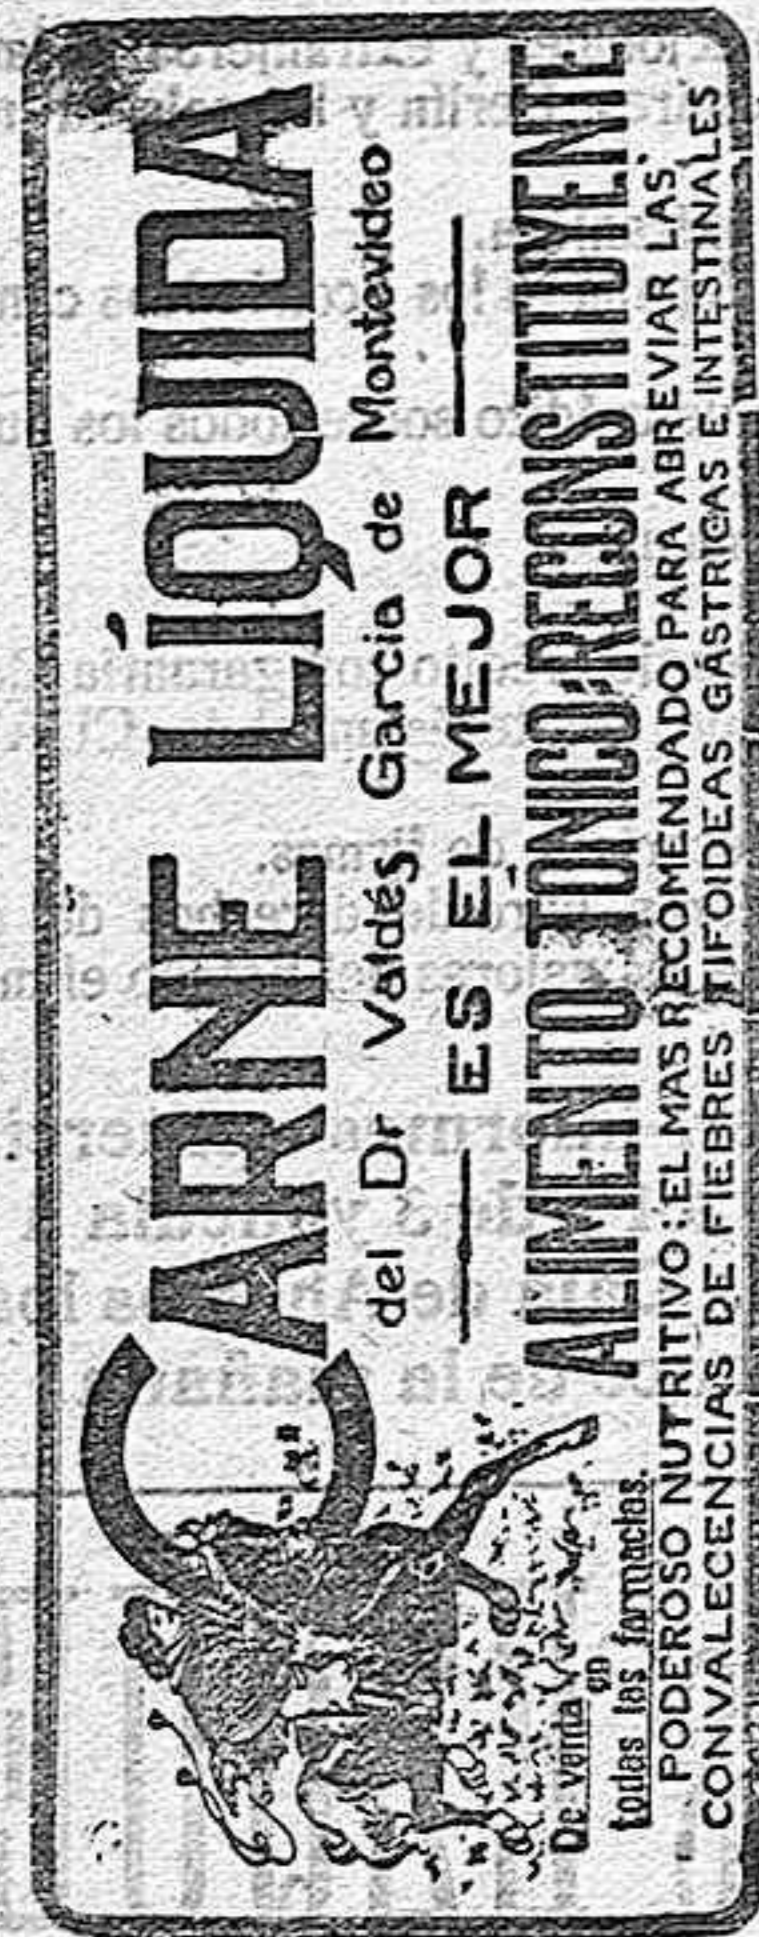 CARNE LÍQUIDA
del Dr Valdés Garcia de Montevideo
ES EL MEJOR
ALIMENTO TÓNICO-RECONSTITUYENTE
De venta en
todas las farmacias.
PODEROSO NUTRITIVO: EL MAS RECOMENDADO PARA ABREVIAR LAS
CONVALECENCIAS DE FIEBRES TIFOIDEAS GÁSTRICAS E INTESTINALES